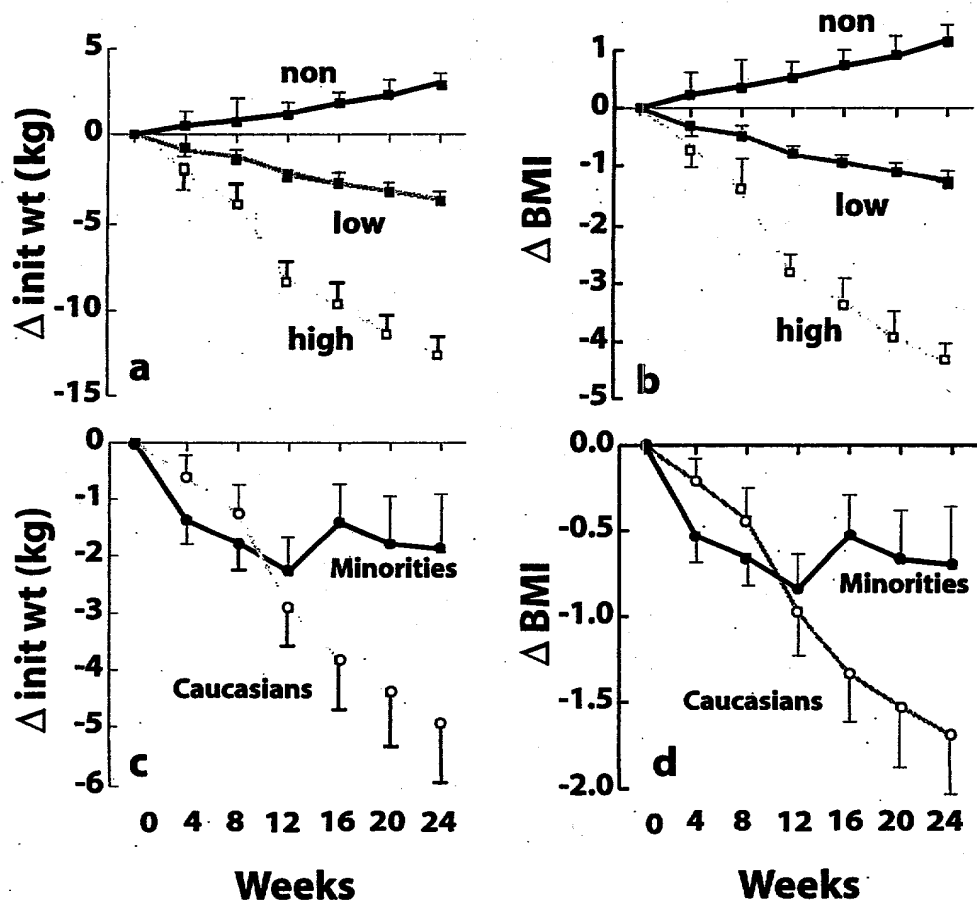 5
0
-5
-10
-15
Δ init wt (kg)
non
low
high
a
1
0
-1
-2
-3
-4
-5
Δ BMI
non
low
high
b
0
-1
-2
-3
-4
-5
-6
Δ init wt (kg)
Minorities
Caucasians
c
0 4 8 12 16 20 24
Weeks
0.0
-0.5
-1.0
-1.5
-2.0
Δ BMI
Minorities
Caucasians
d
0 4 8 12 16 20 24
Weeks